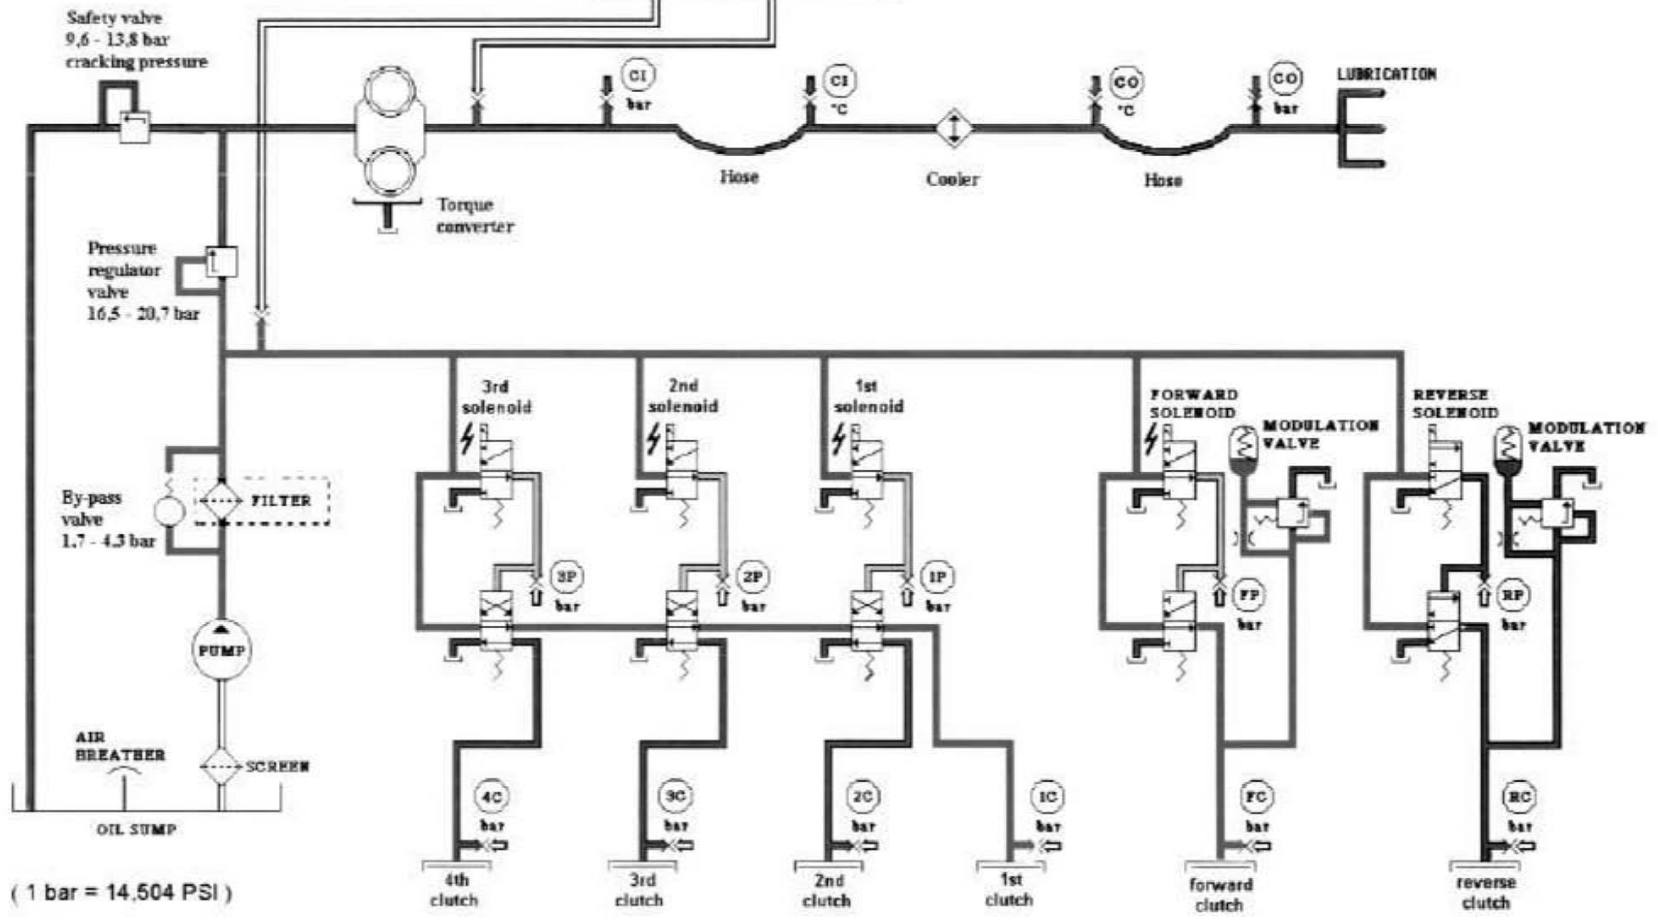 Safety valve
9,6 - 13,8 bar
cracking pressure
CI
bar
CI
°C
CO
°C
CO
bar
LUBRICATION
Hose
Cooler
Hose
Torque
converter
Pressure
regulator
valve
16,5 - 20,7 bar
3rd
solenoid
2nd
solenoid
1st
solenoid
FORWARD
SOLENOID
MODULATION
VALVE
REVERSE
SOLENOID
MODULATION
VALVE
By-pass
valve
1.7 - 4.3 bar
FILTER
3P
bar
2P
bar
1P
bar
FP
bar
RP
bar
PUMP
AIR
BREATHER
SCREEN
OIL SUMP
4C
bar
3C
bar
2C
bar
1C
bar
FC
bar
RC
bar
4th
clutch
3rd
clutch
2nd
clutch
1st
clutch
forward
clutch
reverse
clutch
( 1 bar = 14.504 PSI )